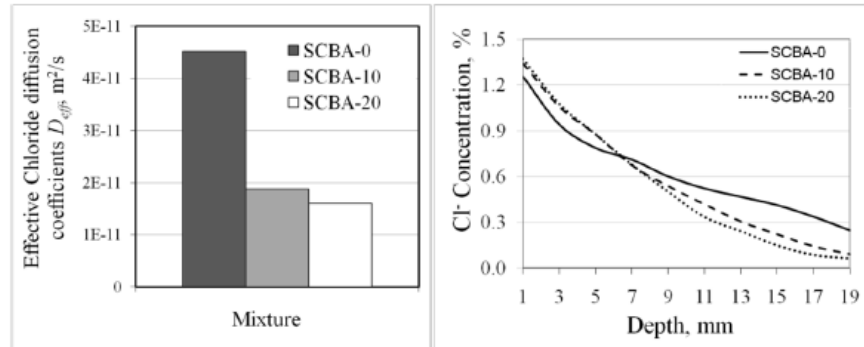 Effective Chloride diffusion
coefficients D_eff, m²/s
5E-11
4E-11
3E-11
2E-11
1E-11
0
SCBA-0
SCBA-10
SCBA-20
Mixture
Cl- Concentration, %
1.5
1.2
0.9
0.6
0.3
0.0
SCBA-0
SCBA-10
SCBA-20
1 3 5 7 9 11 13 15 17 19
Depth, mm